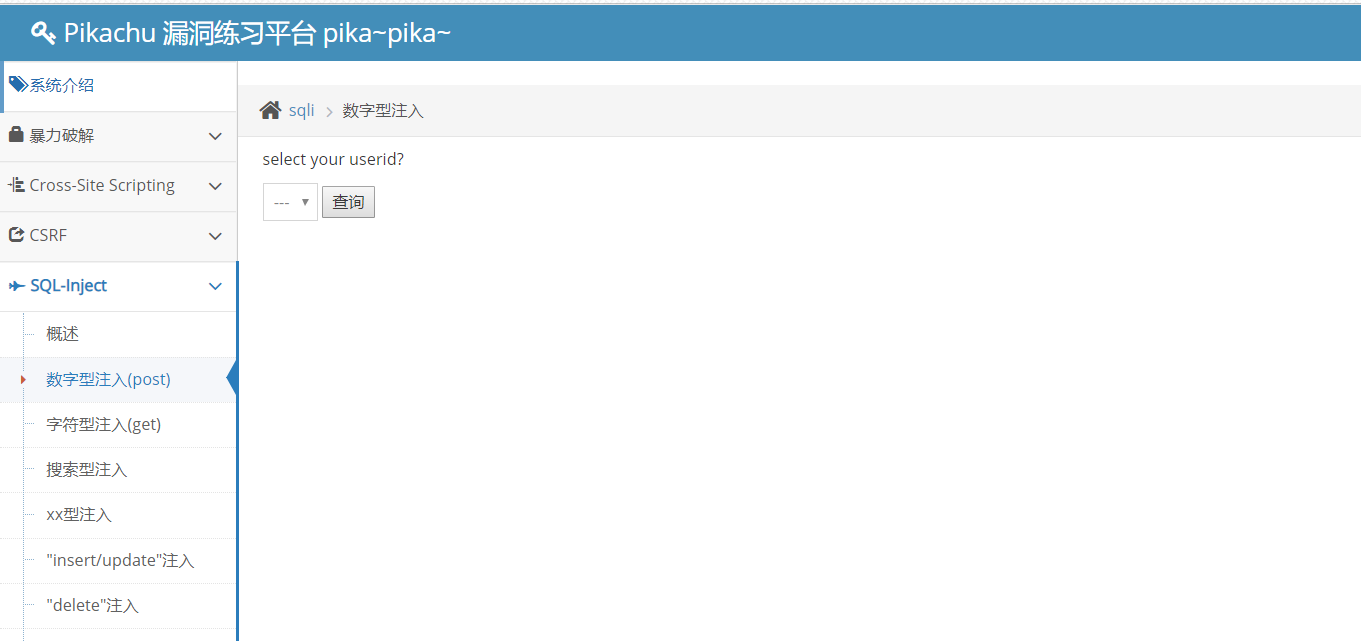 Pikachu 漏洞练习平台 pika~pika~
系统介绍
暴力破解
Cross-Site Scripting
CSRF
SQL-Inject
概述
数字型注入(post)
字符型注入(get)
搜索型注入
xx型注入
"insert/update"注入
"delete"注入
sqli > 数字型注入
select your userid?
--- 查询